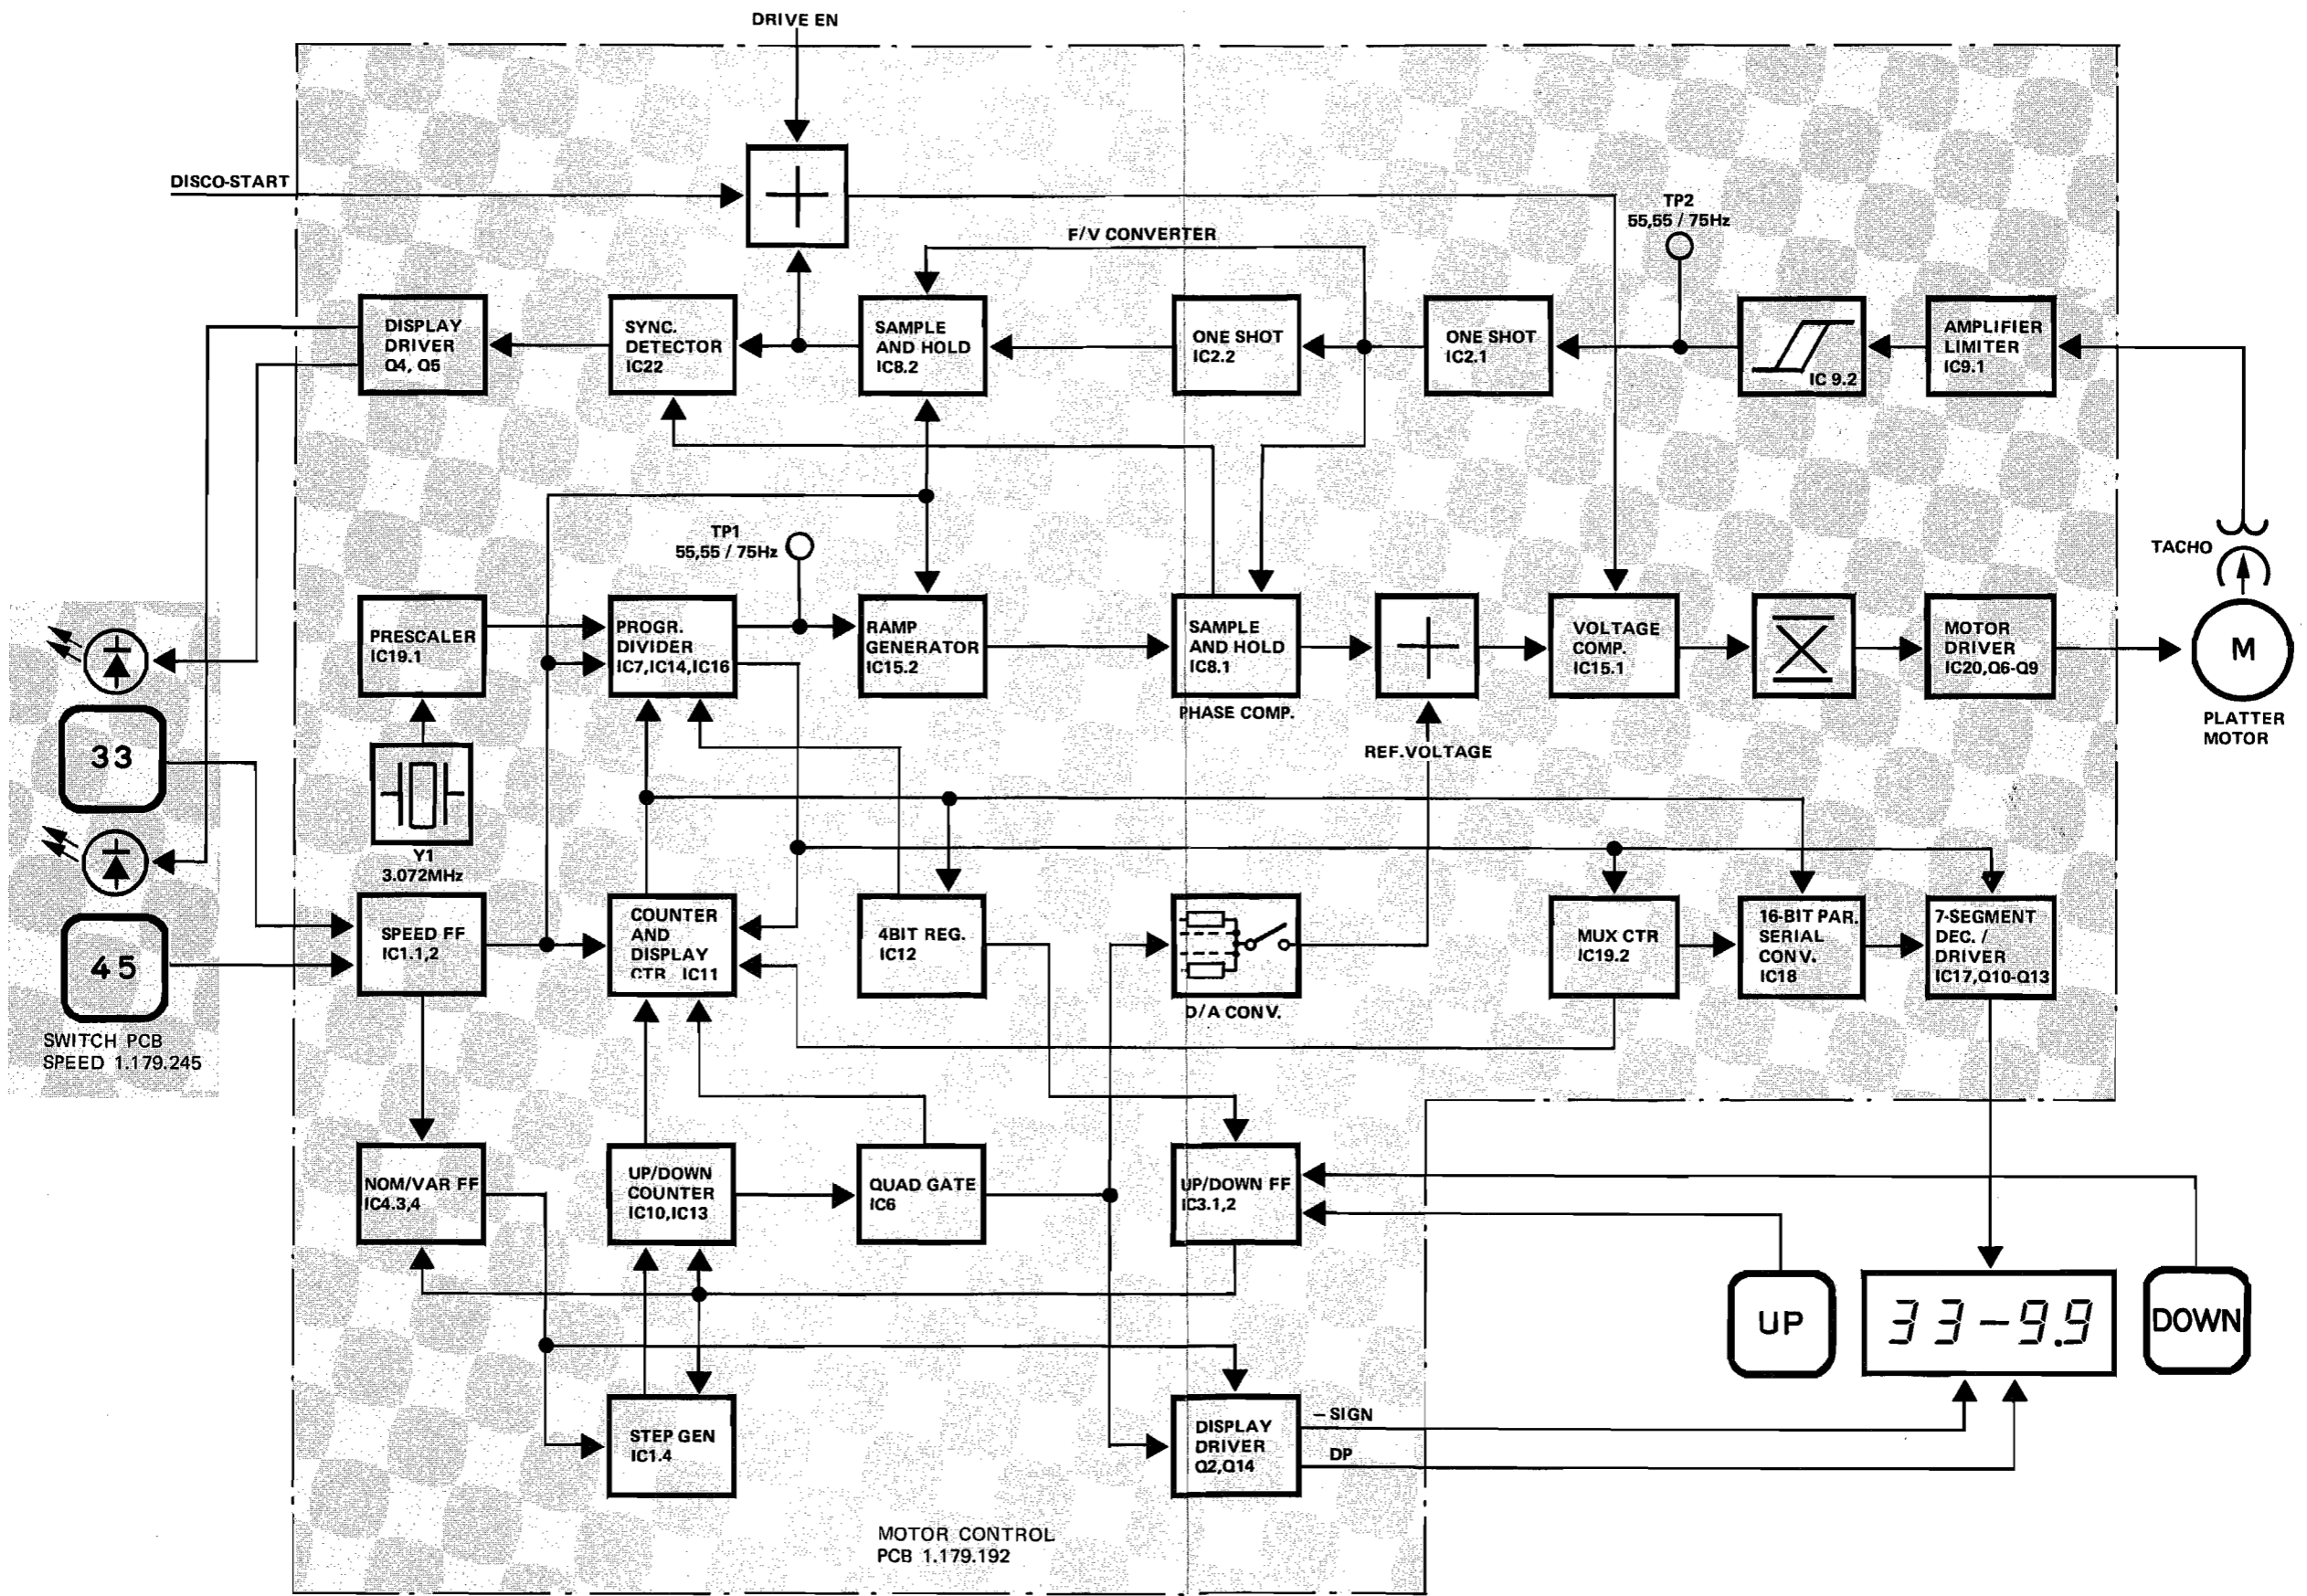 DRIVE EN
DISCO-START
F/V CONVERTER
TP2
55,55 / 75Hz
DISPLAY
DRIVER
Q4, Q5
SYNC.
DETECTOR
IC22
SAMPLE
AND HOLD
IC8.2
ONE SHOT
IC2.2
ONE SHOT
IC2.1
IC 9.2
AMPLIFIER
LIMITER
IC9.1
TP1
55,55 / 75Hz
TACHO
PRESCALER
IC19.1
PROGR.
DIVIDER
IC7,IC14,IC16
RAMP
GENERATOR
IC15.2
SAMPLE
AND HOLD
IC8.1
PHASE COMP.
VOLTAGE
COMP.
IC15.1
MOTOR
DRIVER
IC20,Q6-Q9
M
PLATTER
MOTOR
REF.VOLTAGE
33
Y1
3.072MHz
45
SWITCH PCB
SPEED 1.179.245
SPEED FF
IC1.1,2
COUNTER
AND
DISPLAY
CTR IC11
4BIT REG.
IC12
D/A CONV.
MUX CTR
IC19.2
16-BIT PAR.
SERIAL
CONV.
IC18
7-SEGMENT
DEC. /
DRIVER
IC17,Q10-Q13
NOM/VAR FF
IC4.3,4
UP/DOWN
COUNTER
IC10,IC13
QUAD GATE
IC6
UP/DOWN FF
IC3.1,2
UP
33-9.9
DOWN
STEP GEN
IC1.4
DISPLAY
DRIVER
Q2,Q14
– SIGN
DP
MOTOR CONTROL
PCB 1.179.192